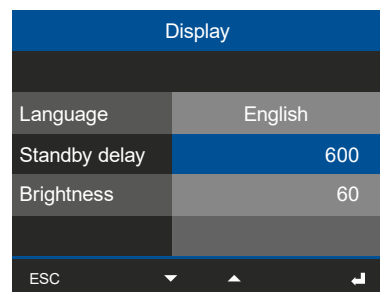 Display
Language English
Standby delay 600
Brightness 60
ESC